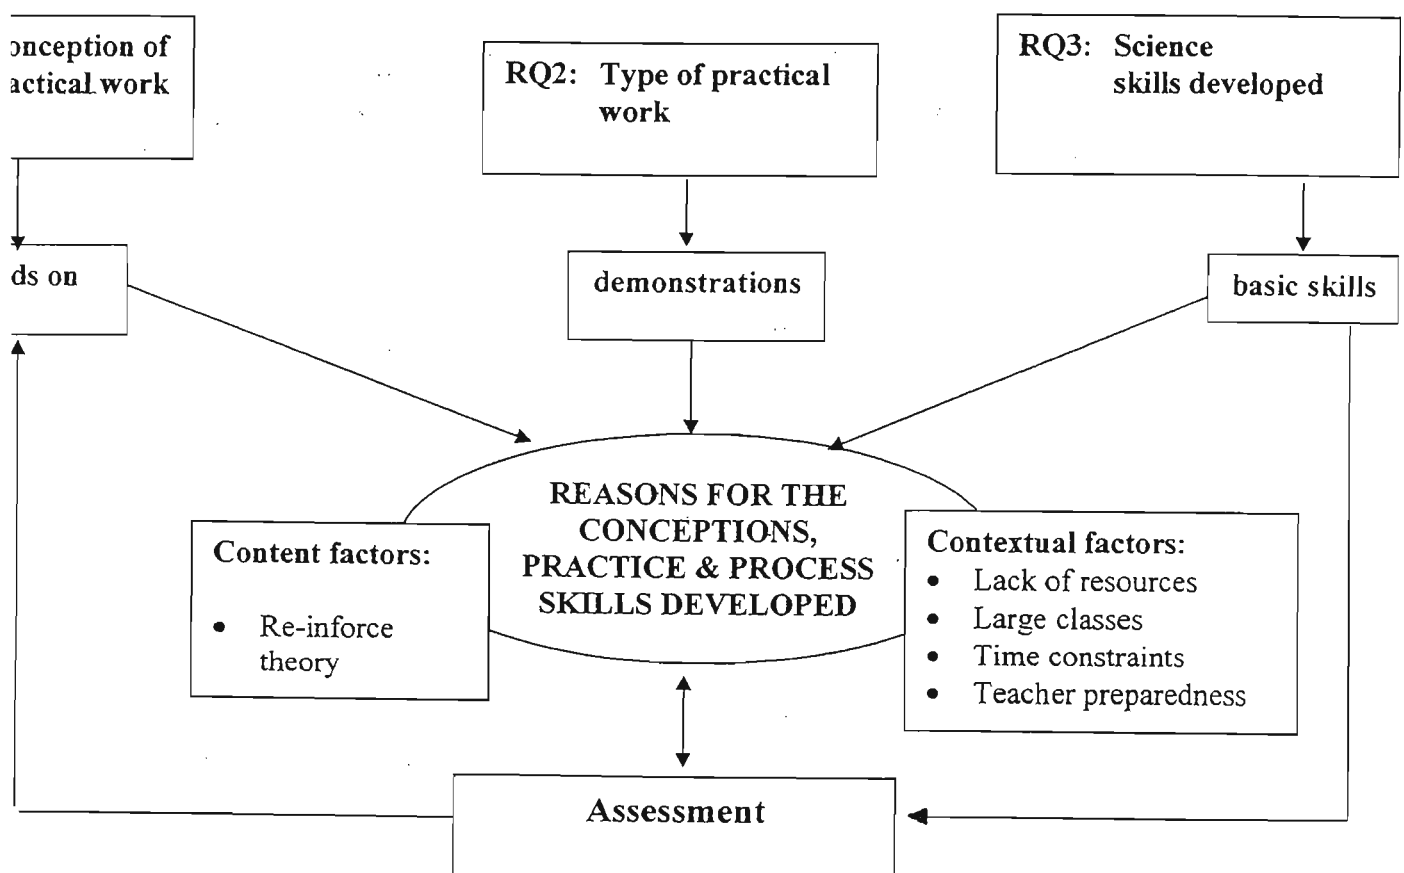 onception of
actical work
RQ2: Type of practical
work
RQ3: Science
skills developed
ds on
demonstrations
basic skills
REASONS FOR THE
CONCEPTIONS,
PRACTICE & PROCESS
SKILLS DEVELOPED
Content factors:
• Re-inforce
theory
Contextual factors:
• Lack of resources
• Large classes
• Time constraints
• Teacher preparedness
Assessment